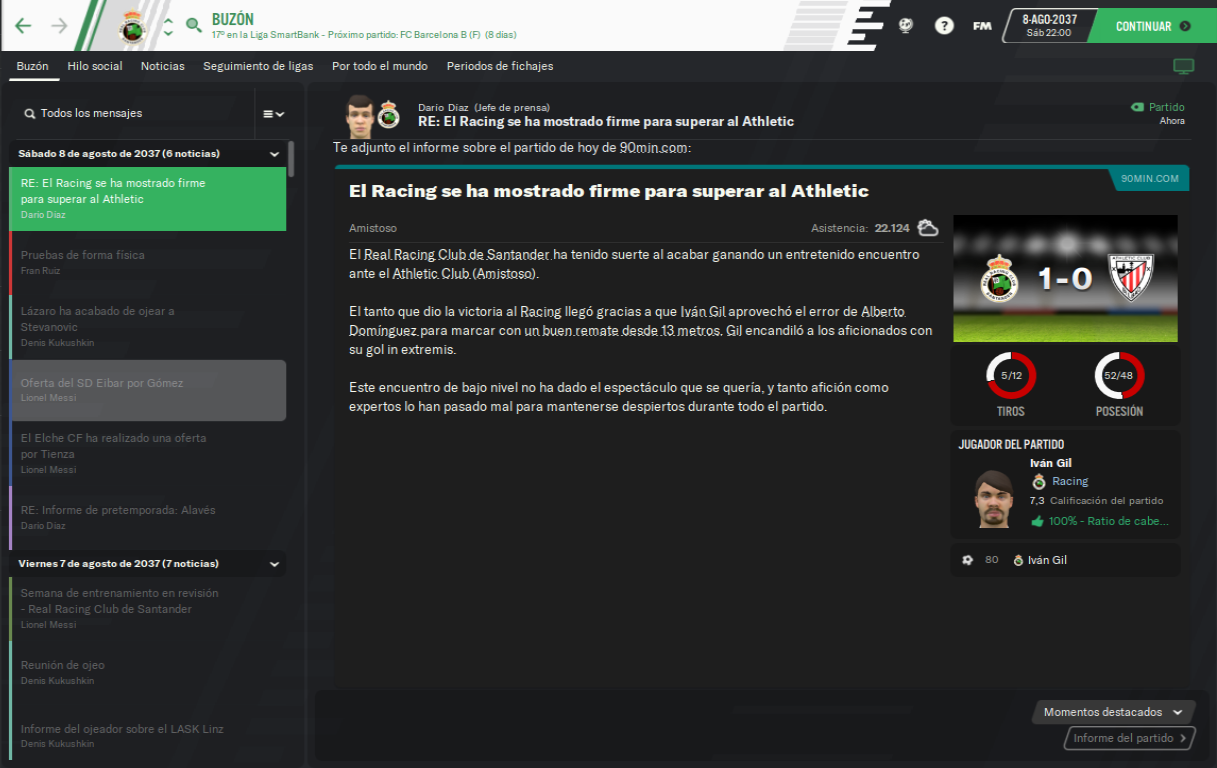 BUZÓN
17º en la Liga SmartBank - Próximo partido: FC Barcelona B (F) (8 días)
?
FM
8-AGO-2037
Sáb 22:00
CONTINUAR
Buzón Hilo social Noticias Seguimiento de ligas Por todo el mundo Periodos de fichajes
Todos los mensajes
Sábado 8 de agosto de 2037 (6 noticias)
RE: El Racing se ha mostrado firme
para superar al Athletic
Darío Díaz
Pruebas de forma física
Fran Ruiz
Lázaro ha acabado de ojear a
Stevanovic
Denis Kukushkin
Oferta del SD Eibar por Gómez
Lionel Messi
El Elche CF ha realizado una oferta
por Tienza
Lionel Messi
RE: Informe de pretemporada: Alavés
Darío Díaz
Viernes 7 de agosto de 2037 (7 noticias)
Semana de entrenamiento en revisión
- Real Racing Club de Santander
Lionel Messi
Reunión de ojeo
Denis Kukushkin
Informe del ojeador sobre el LASK Linz
Denis Kukushkin
Darío Díaz (Jefe de prensa)
RE: El Racing se ha mostrado firme para superar al Athletic
Partido
Ahora
Te adjunto el informe sobre el partido de hoy de 90min.com:
90MIN.COM
El Racing se ha mostrado firme para superar al Athletic
Amistoso
Asistencia: 22.124
El Real Racing Club de Santander ha tenido suerte al acabar ganando un entretenido encuentro
ante el Athletic Club (Amistoso).
El tanto que dio la victoria al Racing llegó gracias a que Iván Gil aprovechó el error de Alberto
Domínguez para marcar con un buen remate desde 13 metros. Gil encandiló a los aficionados con
su gol in extremis.
Este encuentro de bajo nivel no ha dado el espectáculo que se quería, y tanto afición como
expertos lo han pasado mal para mantenerse despiertos durante todo el partido.
1-0
ATHLETIC CLUB
5/12
52/48
TIROS
POSESIÓN
JUGADOR DEL PARTIDO
Iván Gil
Racing
7,3 Calificación del partido
100% - Ratio de cabe...
80 Iván Gil
Momentos destacados
Informe del partido